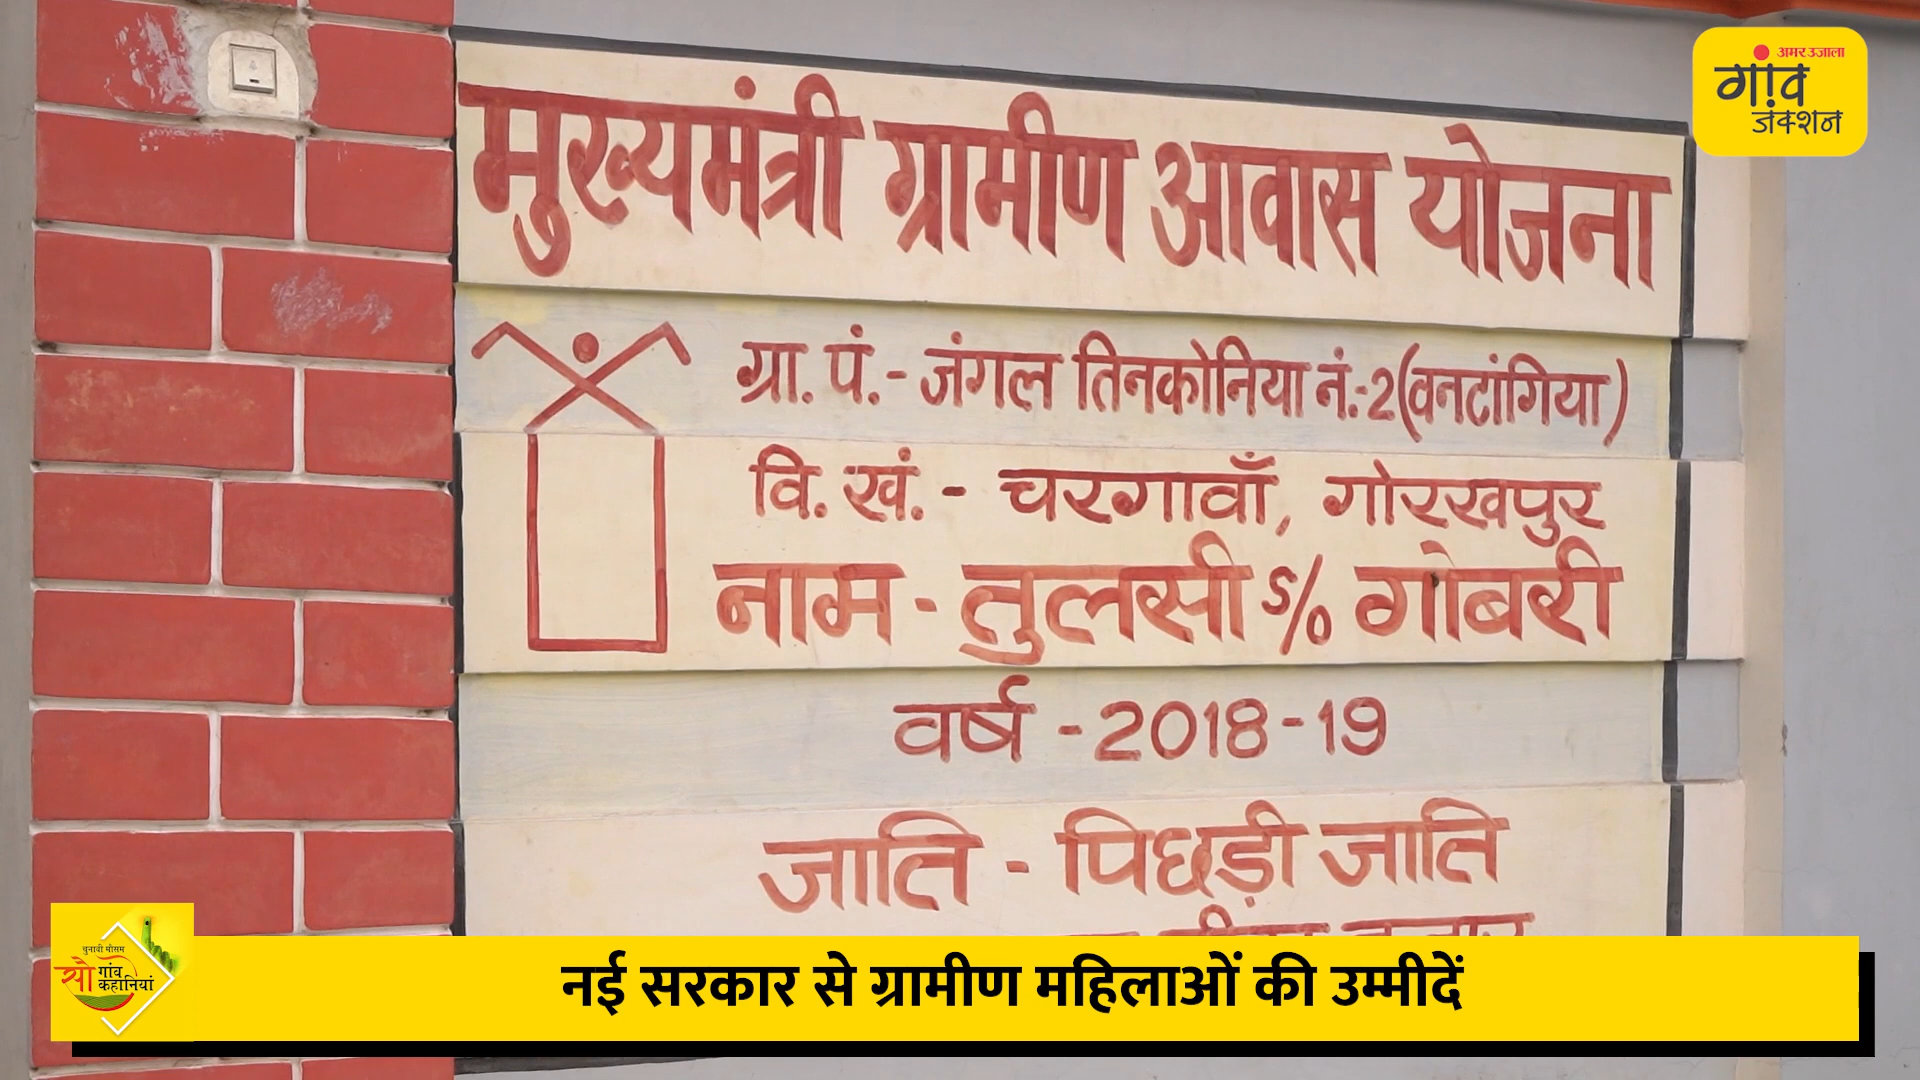 अमर उजाला
गांव
जंक्शन
मुख्यमंत्री ग्रामीण आवास योजना
ग्रा. पं.- जंगल तिनकोनिया नं.-2(वनटांगिया)
वि. खं. - चरगावाँ, गोरखपुर
नाम - तुलसी S/o गोबरी
वर्ष - 2018-19
जाति - पिछड़ी जाति
चुनावी मौसम
सौ गांव
कहानियां
नई सरकार से ग्रामीण महिलाओं की उम्मीदें